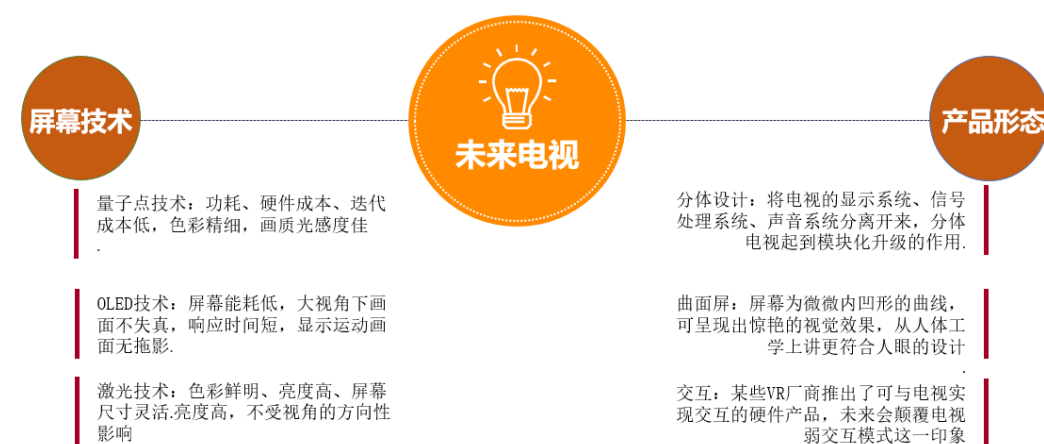 未来电视
屏幕技术
量子点技术：功耗、硬件成本、迭代
成本低，色彩精细，画质光感度佳
.
OLED技术：屏幕能耗低，大视角下画
面不失真，响应时间短，显示运动画
面无拖影.
激光技术：色彩鲜明、亮度高、屏幕
尺寸灵活.亮度高，不受视角的方向性
影响
产品形态
分体设计：将电视的显示系统、信号
处理系统、声音系统分离开来，分体
电视起到模块化升级的作用.
曲面屏：屏幕为微微内凹形的曲线，
可呈现出惊艳的视觉效果，从人体工
学上讲更符合人眼的设计
.
交互：某些VR厂商推出了可与电视实
现交互的硬件产品，未来会颠覆电视
弱交互模式这一印象